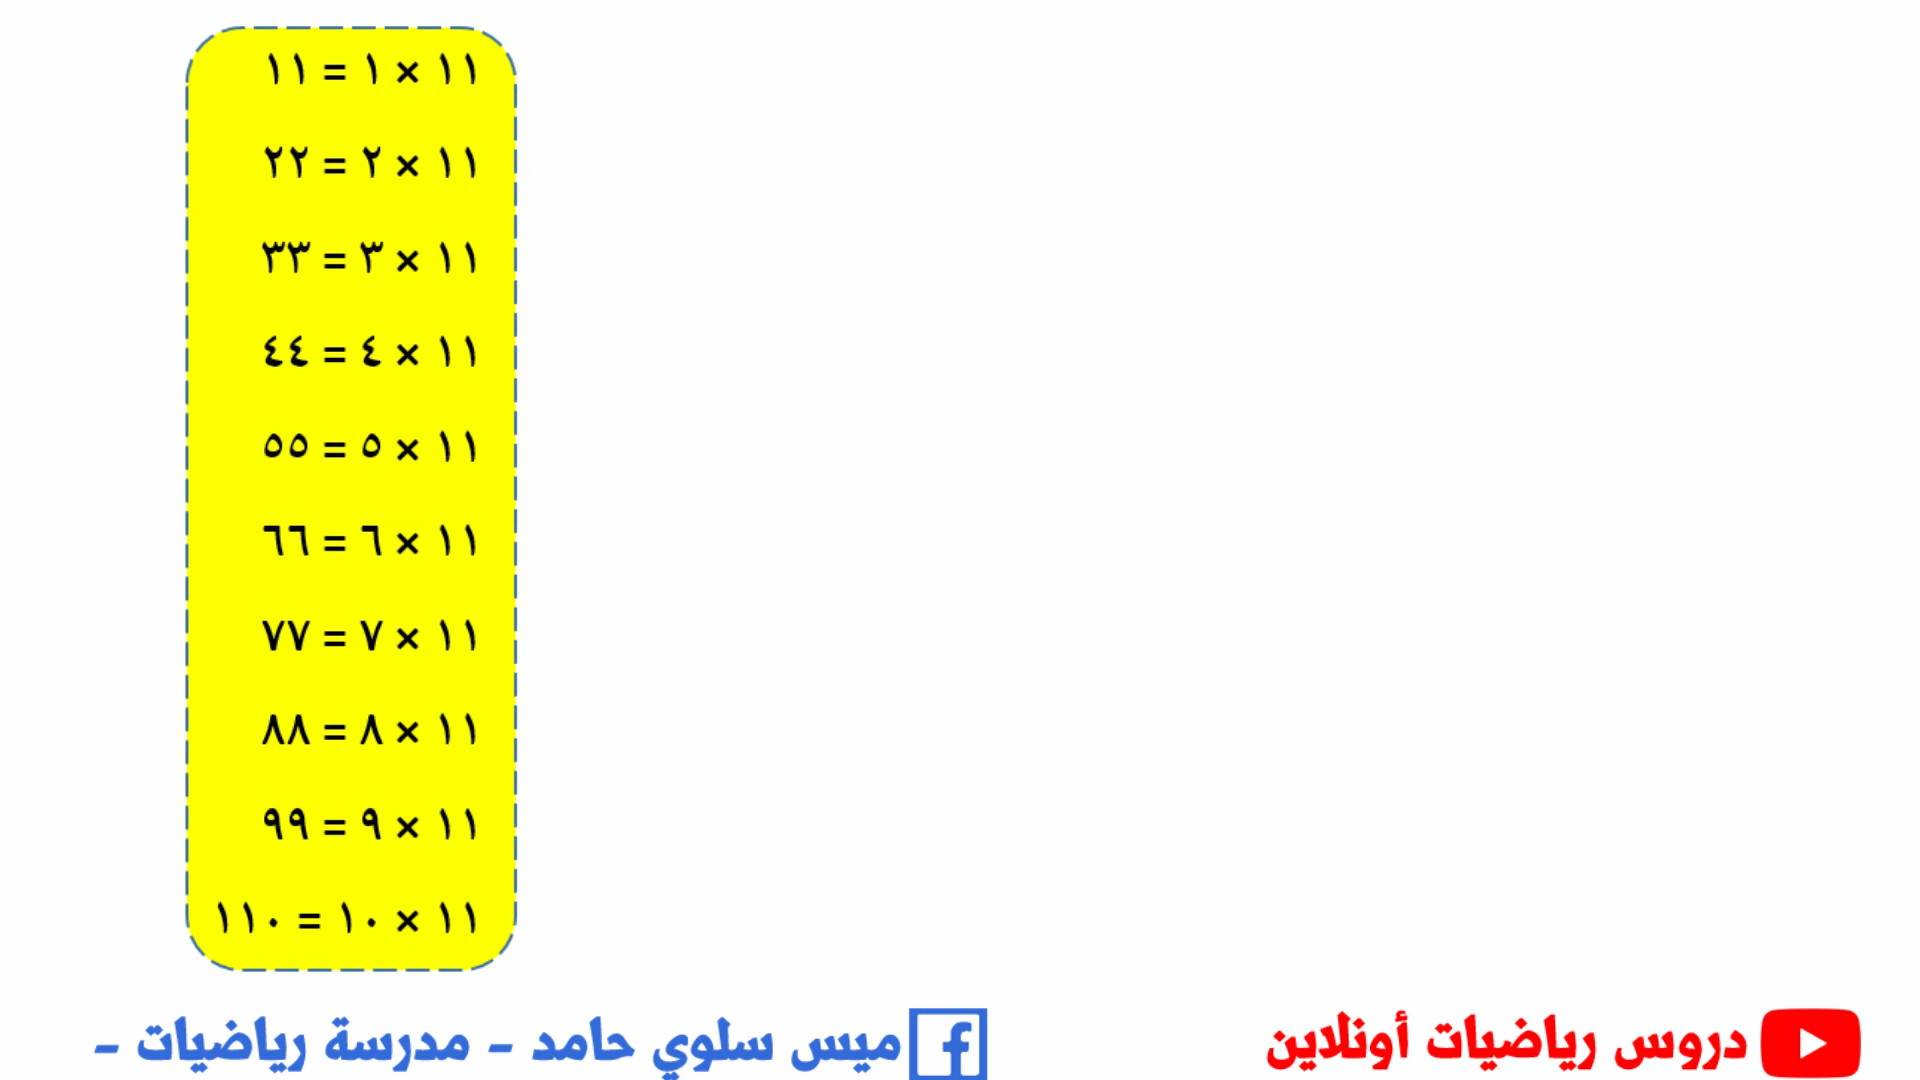 ١١ × ١ = ١١
١١ × ٢ = ٢٢
١١ × ٣ = ٣٣
١١ × ٤ = ٤٤
١١ × ٥ = ٥٥
١١ × ٦ = ٦٦
١١ × ٧ = ٧٧
١١ × ٨ = ٨٨
١١ × ٩ = ٩٩
١١ × ١٠ = ١١٠
دروس رياضيات أونلاين
ميس سلوي حامد - مدرسة رياضيات -